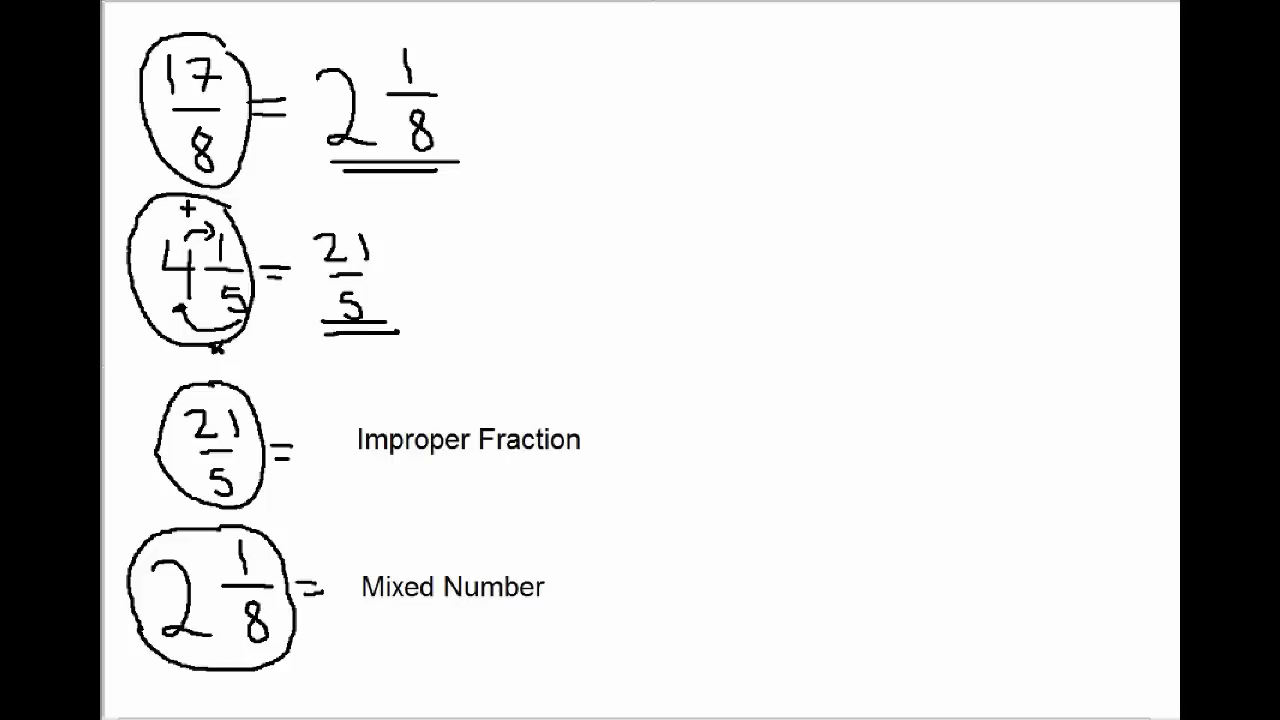 17/8 = 2 1/8
+
4 1/5 = 21/5
×
21/5 = Improper Fraction
2 1/8 = Mixed Number